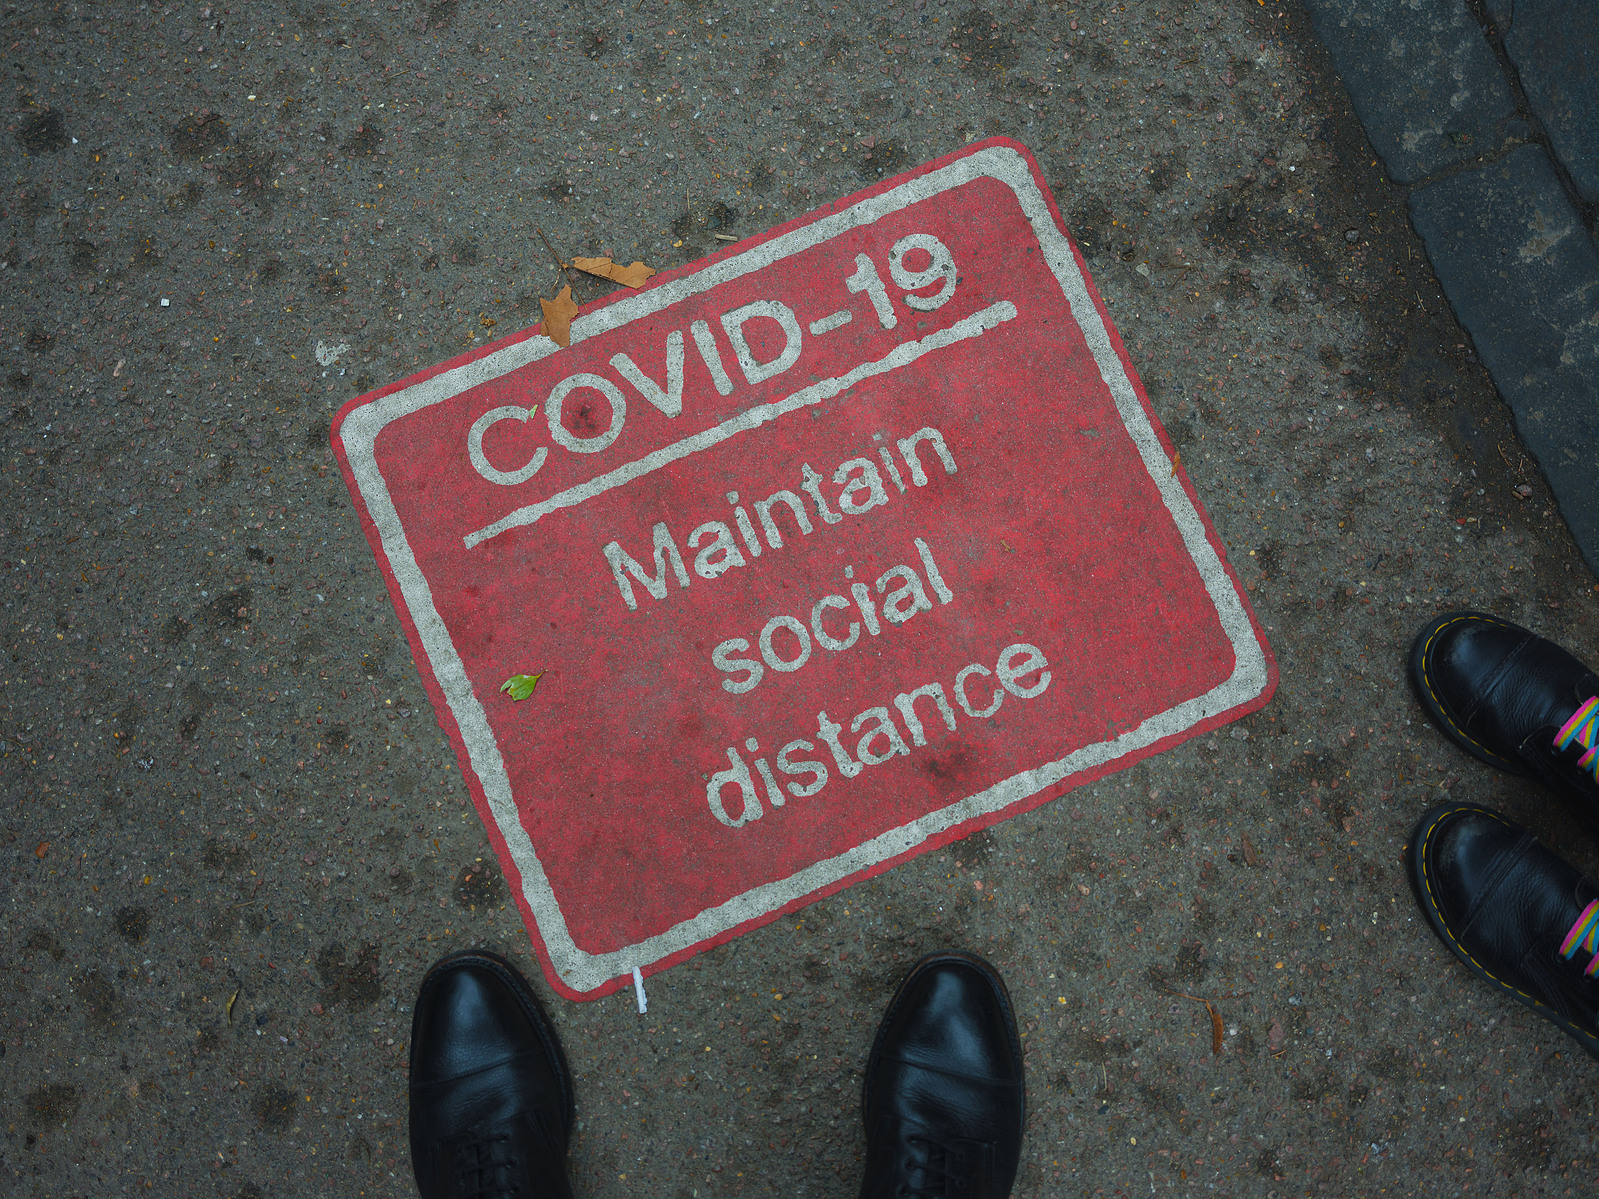 COVID-19
Maintain
social
distance